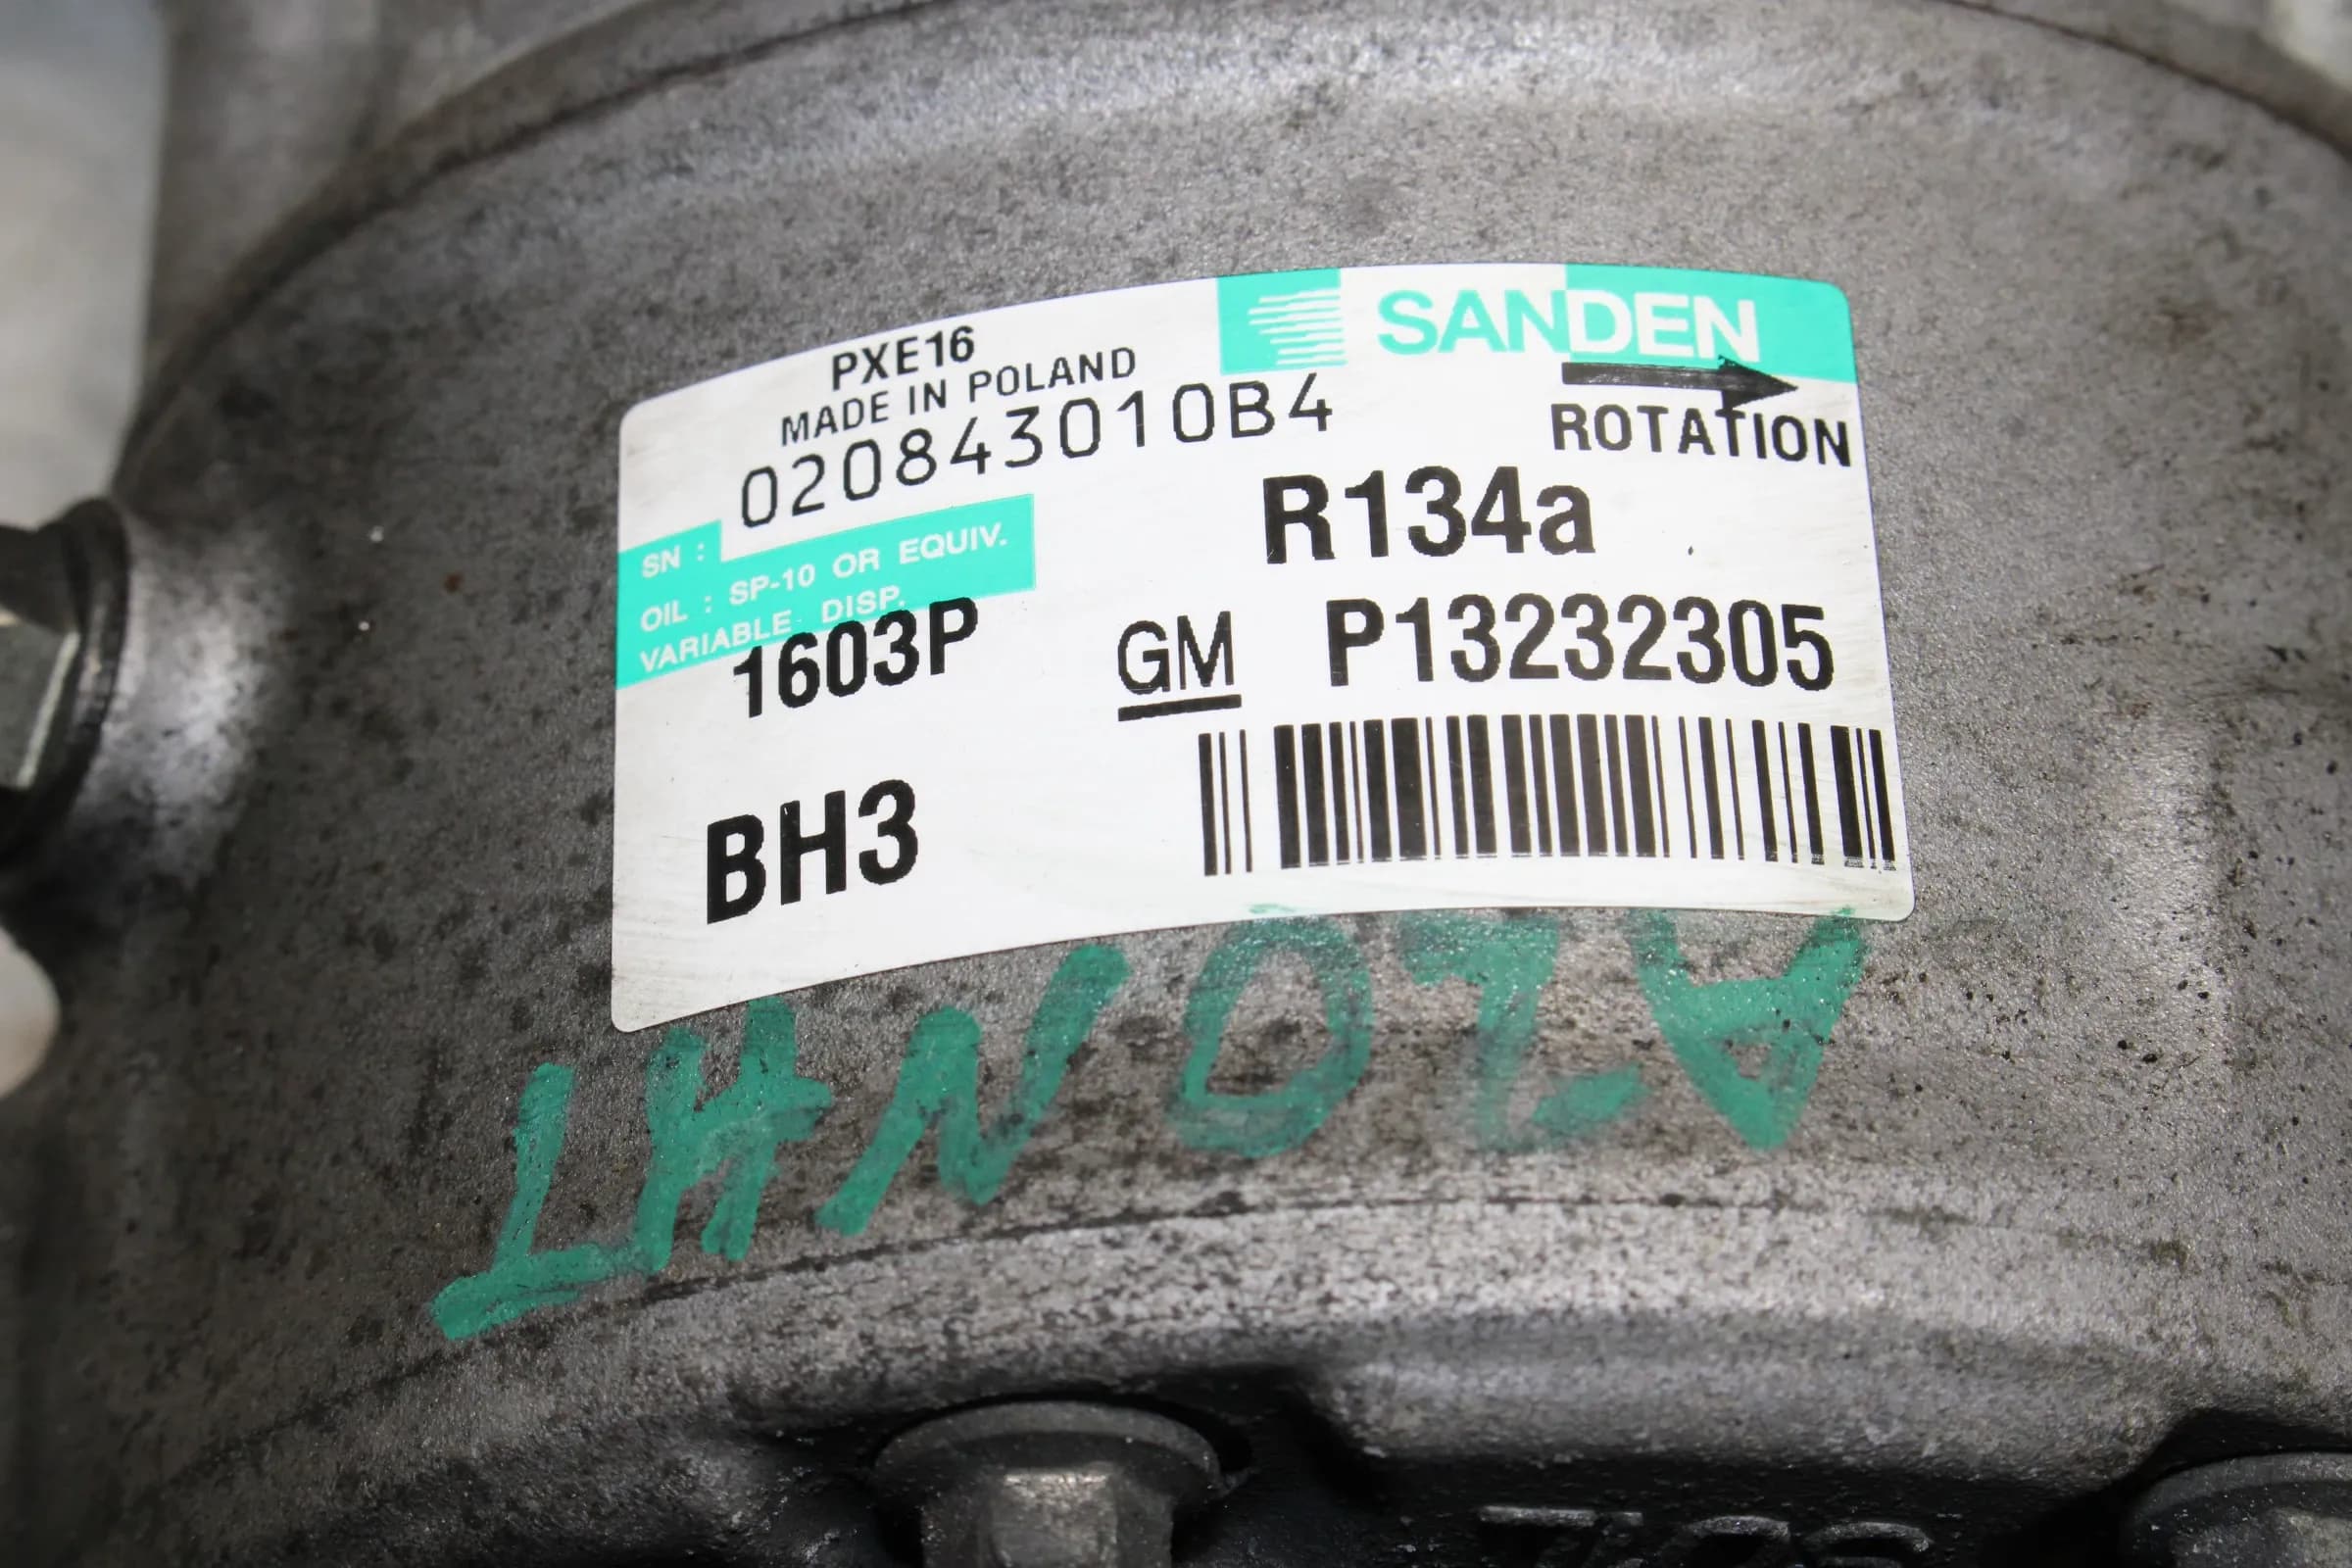 SANDEN
PXE16
MADE IN POLAND
ROTATION
SN : 020843010B4
OIL : SP-10 OR EQUIV.
VARIABLE DISP.
R134a
1603P
GM P13232305
BH3